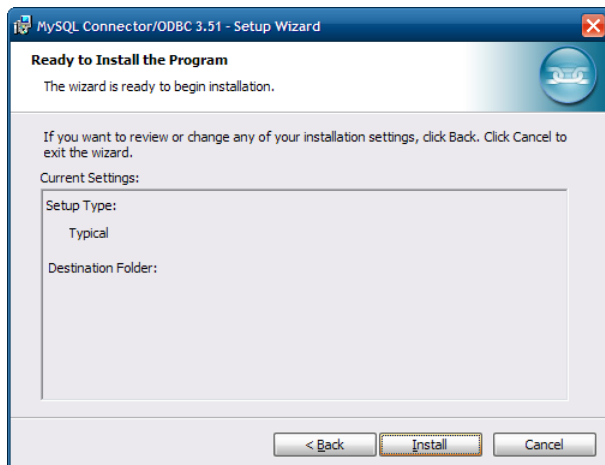 MySQL Connector/ODBC 3.51 - Setup Wizard
Ready to Install the Program
The wizard is ready to begin installation.
If you want to review or change any of your installation settings, click Back. Click Cancel to
exit the wizard.
Current Settings:
Setup Type:
Typical
Destination Folder:
< Back
Install
Cancel